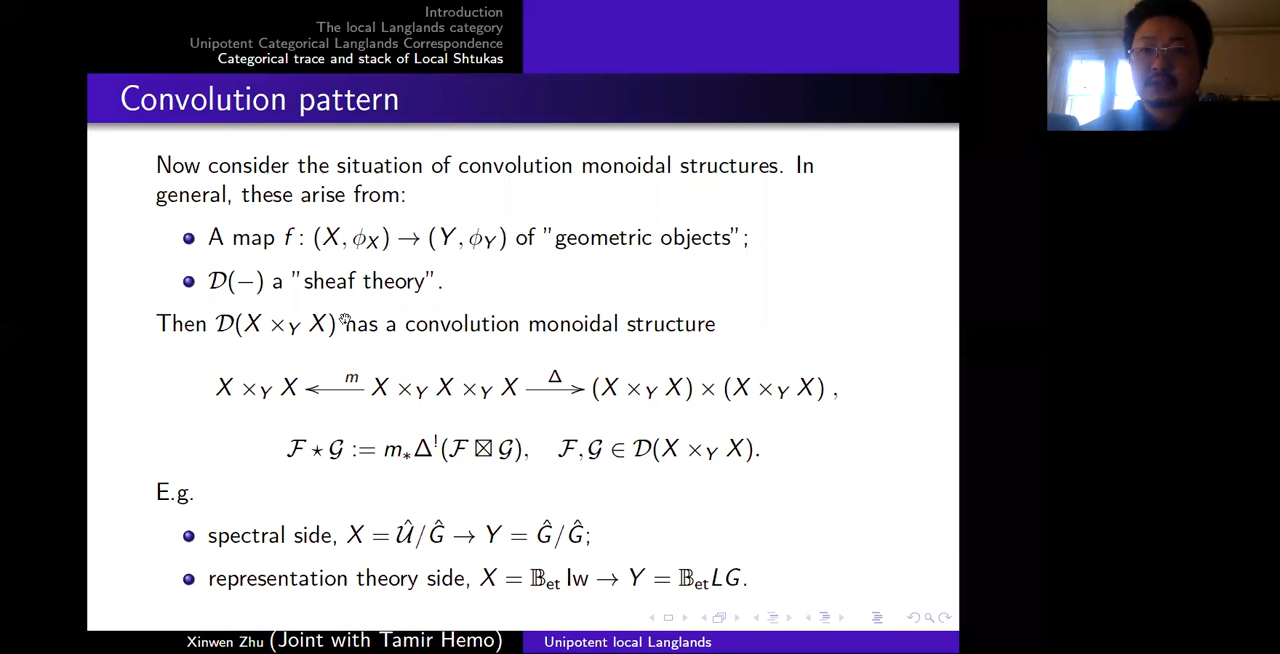 Introduction
The local Langlands category
Unipotent Categorical Langlands Correspondence
Categorical trace and stack of Local Shtukas
Convolution pattern
Now consider the situation of convolution monoidal structures. In
general, these arise from:
A map f : (X, ϕ_X) → (Y, ϕ_Y) of "geometric objects";
𝒟(−) a "sheaf theory".
Then 𝒟(X ×_Y X) has a convolution monoidal structure
X ×_Y X ←^m X ×_Y X ×_Y X →^Δ (X ×_Y X) × (X ×_Y X) ,
ℱ ⋆ 𝒢 := m_*Δ^!(ℱ ⊠ 𝒢), ℱ, 𝒢 ∈ 𝒟(X ×_Y X).
E.g.
spectral side, X = 𝒰̂/Ĝ → Y = Ĝ/Ĝ;
representation theory side, X = 𝔹_et Iw → Y = 𝔹_et LG.
Xinwen Zhu (Joint with Tamir Hemo)
Unipotent local Langlands